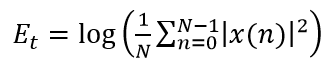 E_t = log ( 1/N ∑_{n=0}^{N-1} |x(n)|^2 )